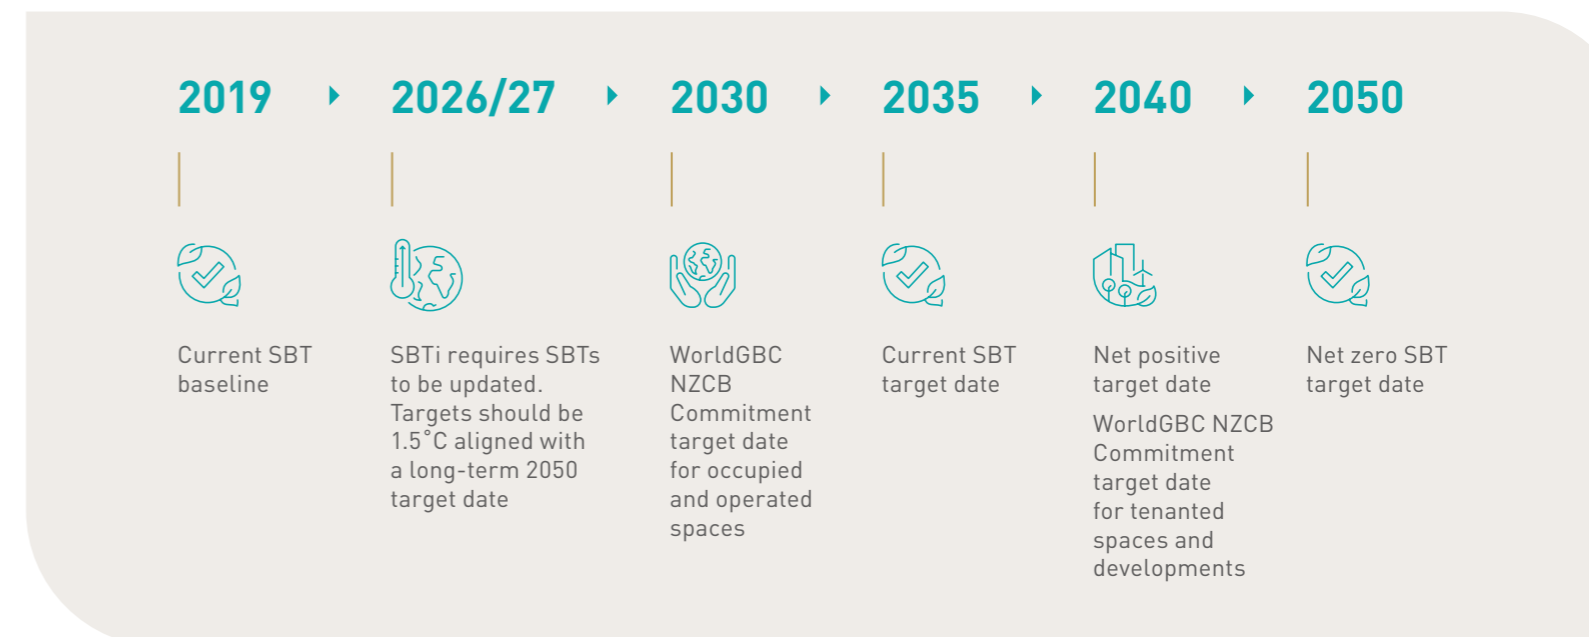 2019
2026/27
2030
2035
2040
2050
Current SBT
baseline
SBTi requires SBTs
to be updated.
Targets should be
1.5˚C aligned with
a long-term 2050
target date
WorldGBC
NZCB
Commitment
target date
for occupied
and operated
spaces
Current SBT
target date
Net positive
target date
WorldGBC NZCB
Commitment
target date
for tenanted
spaces and
developments
Net zero SBT
target date